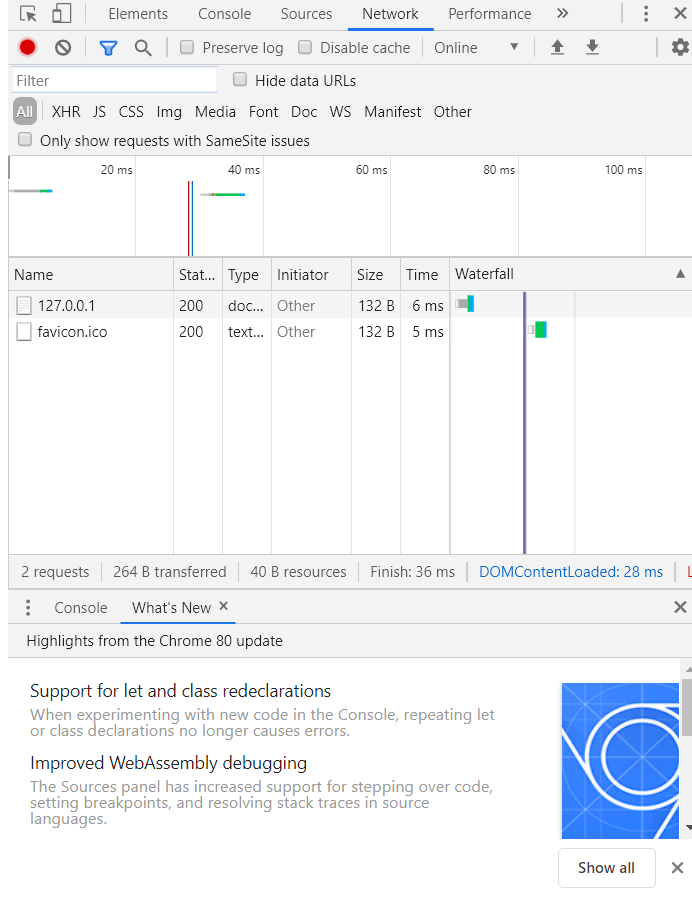 Elements Console Sources Network Performance »
Preserve log Disable cache Online
Filter Hide data URLs
All XHR JS CSS Img Media Font Doc WS Manifest Other
Only show requests with SameSite issues
20 ms 40 ms 60 ms 80 ms 100 ms
Name Stat... Type Initiator Size Time Waterfall
127.0.0.1 200 doc... Other 132 B 6 ms
favicon.ico 200 text... Other 132 B 5 ms
2 requests 264 B transferred 40 B resources Finish: 36 ms DOMContentLoaded: 28 ms L
Console What's New ×
Highlights from the Chrome 80 update
Support for let and class redeclarations
When experimenting with new code in the Console, repeating let
or class declarations no longer causes errors.
Improved WebAssembly debugging
The Sources panel has increased support for stepping over code,
setting breakpoints, and resolving stack traces in source
languages.
Show all